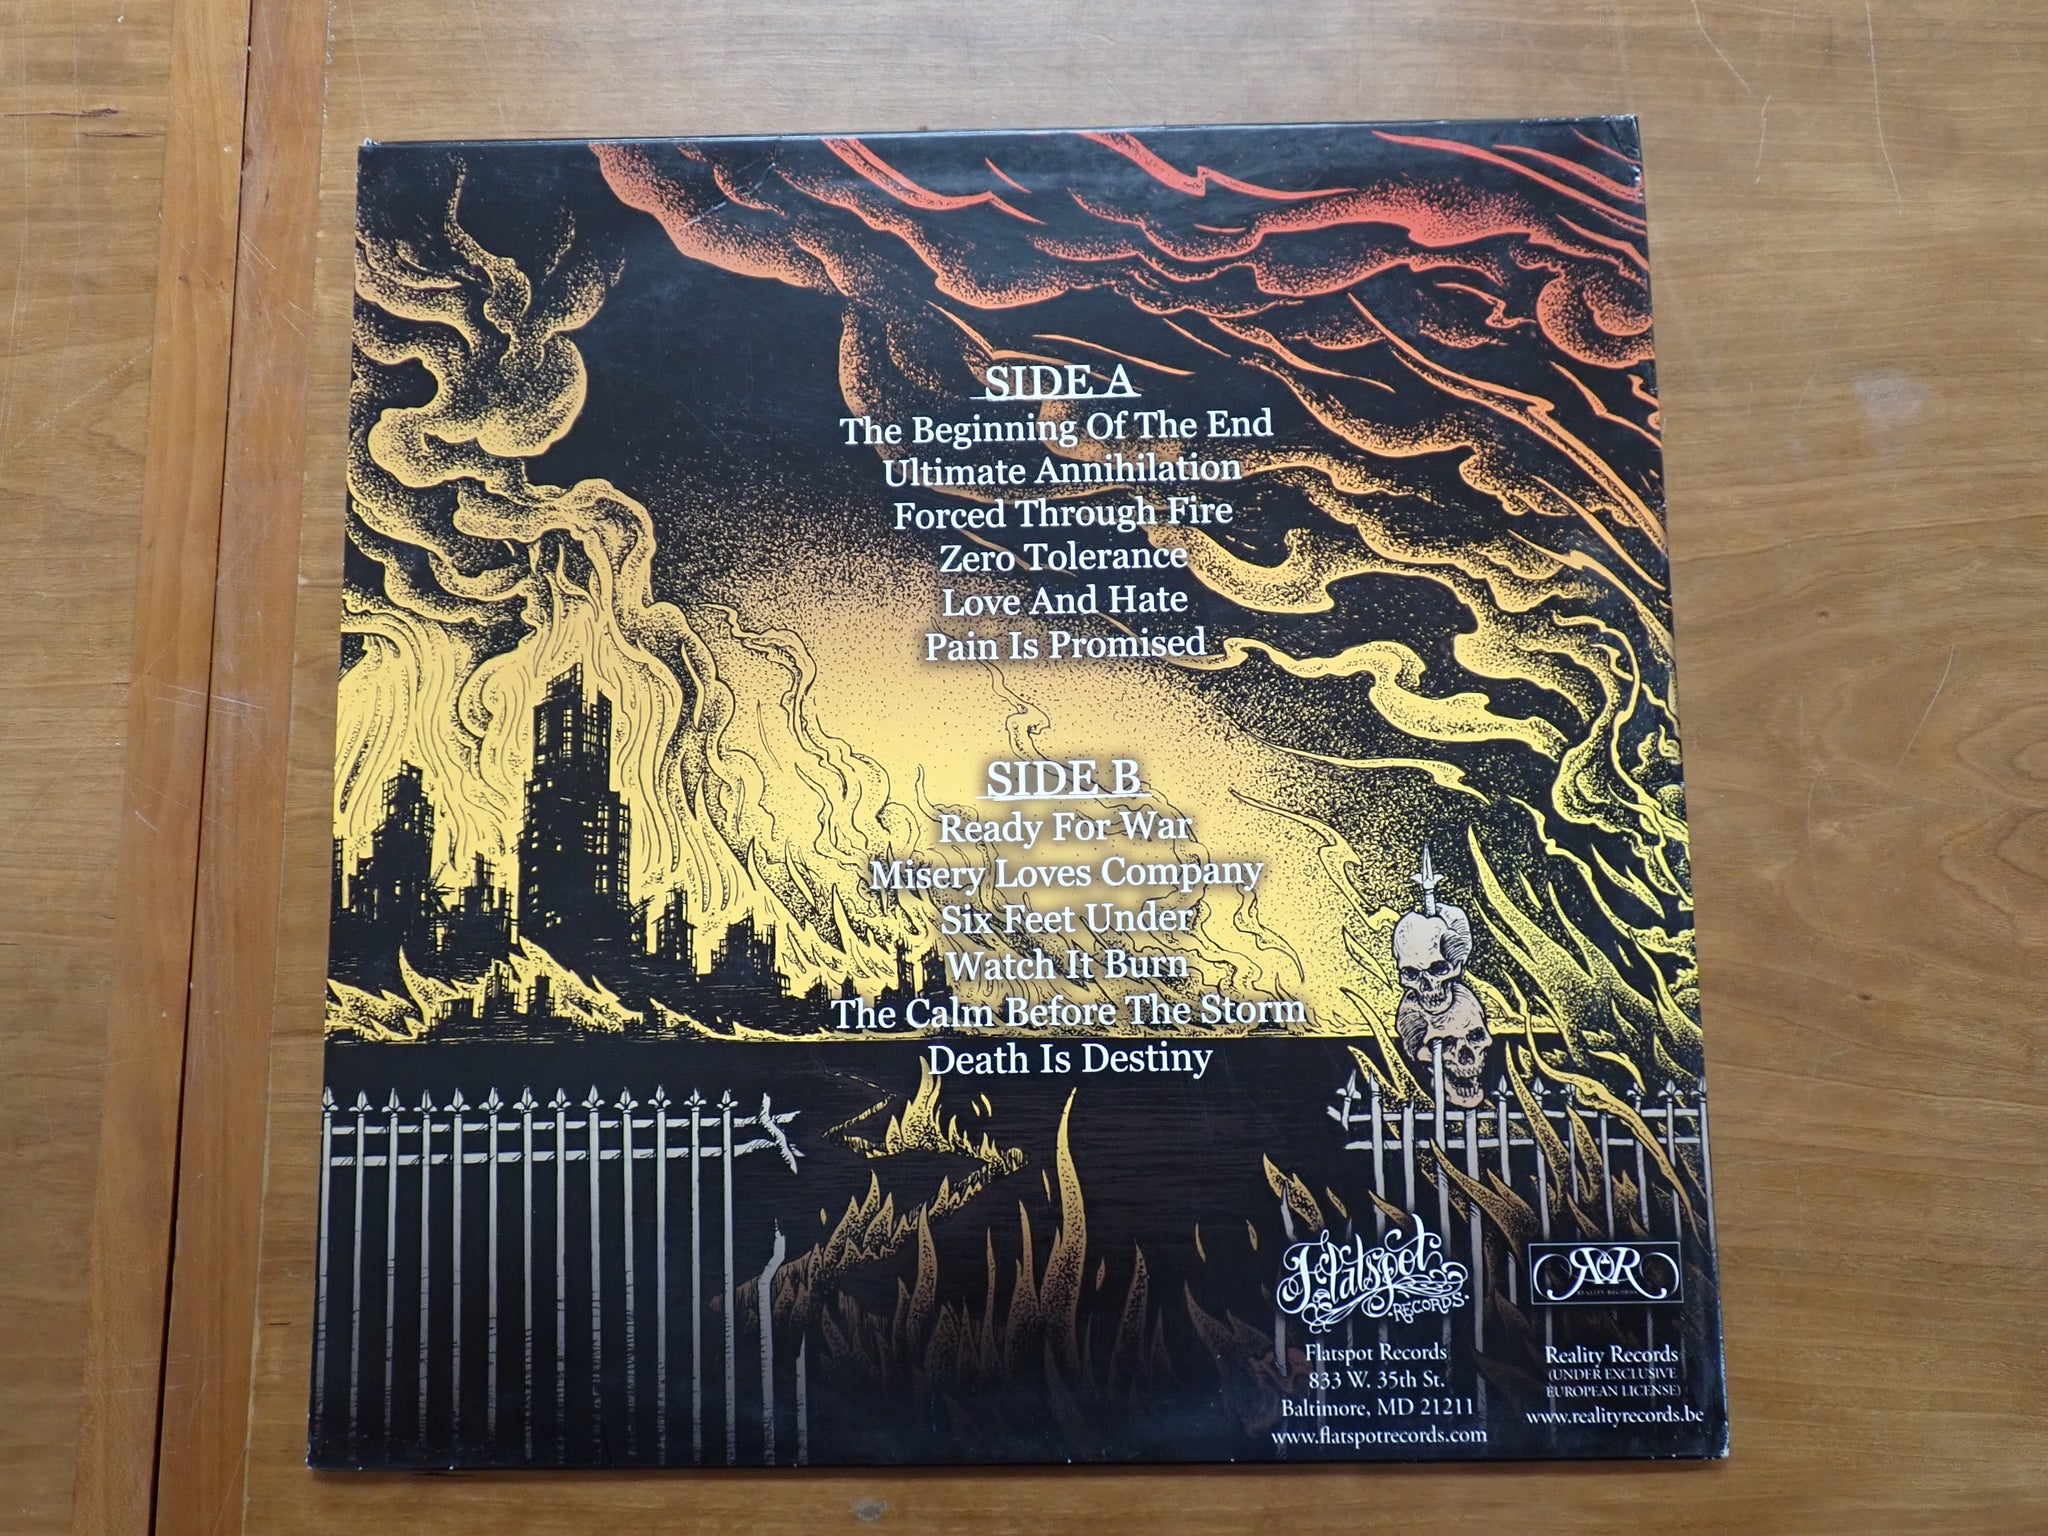 SIDE A
The Beginning Of The End
Ultimate Annihilation
Forced Through Fire
Zero Tolerance
Love And Hate
Pain Is Promised
SIDE B
Ready For War
Misery Loves Company
Six Feet Under
Watch It Burn
The Calm Before The Storm
Death Is Destiny
Flatspot
RECORDS.
Flatspot Records
833 W. 35th St.
Baltimore, MD 21211
www.flatspotrecords.com
RR
REALITY RECORDS
Reality Records
(UNDER EXCLUSIVE
EUROPEAN LICENSE)
www.realityrecords.be